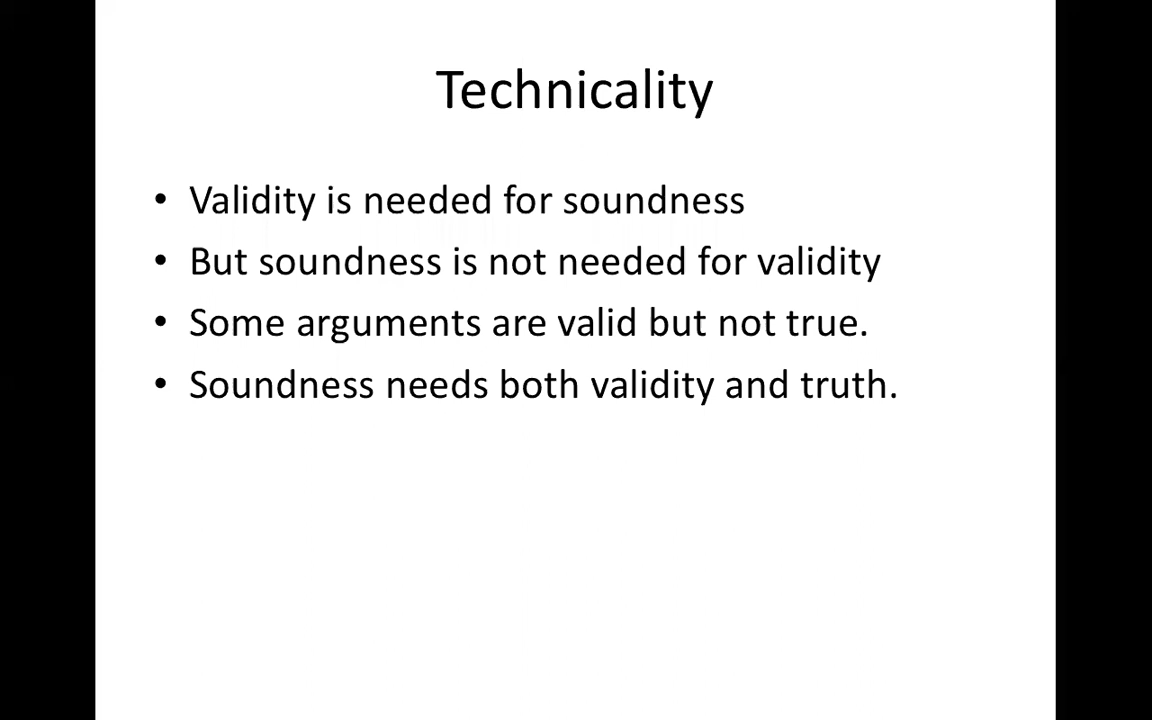 Technicality
• Validity is needed for soundness
• But soundness is not needed for validity
• Some arguments are valid but not true.
• Soundness needs both validity and truth.